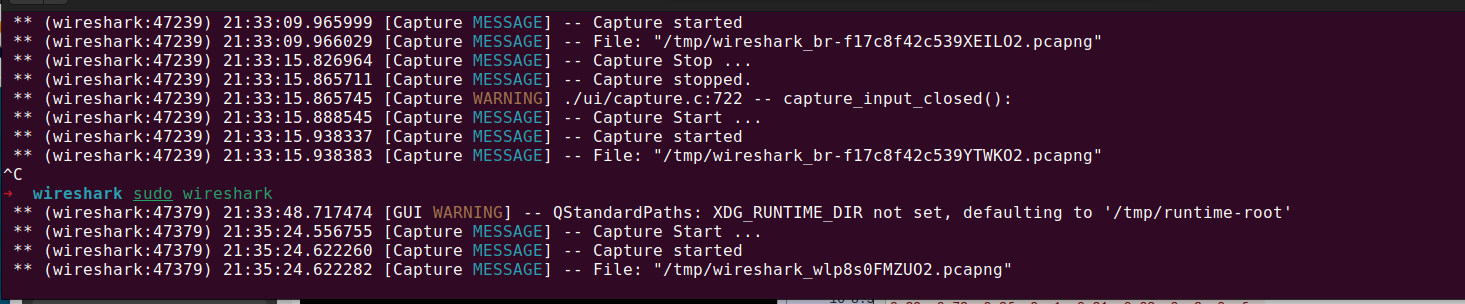 ** (wireshark:47239) 21:33:09.965999 [Capture MESSAGE] -- Capture started
** (wireshark:47239) 21:33:09.966029 [Capture MESSAGE] -- File: "/tmp/wireshark_br-f17c8f42c539XEILO2.pcapng"
** (wireshark:47239) 21:33:15.826964 [Capture MESSAGE] -- Capture Stop ...
** (wireshark:47239) 21:33:15.865711 [Capture MESSAGE] -- Capture stopped.
** (wireshark:47239) 21:33:15.865745 [Capture WARNING] ./ui/capture.c:722 -- capture_input_closed():
** (wireshark:47239) 21:33:15.888545 [Capture MESSAGE] -- Capture Start ...
** (wireshark:47239) 21:33:15.938337 [Capture MESSAGE] -- Capture started
** (wireshark:47239) 21:33:15.938383 [Capture MESSAGE] -- File: "/tmp/wireshark_br-f17c8f42c539YTWKO2.pcapng"
^C
→ wireshark sudo wireshark
** (wireshark:47379) 21:33:48.717474 [GUI WARNING] -- QStandardPaths: XDG_RUNTIME_DIR not set, defaulting to '/tmp/runtime-root'
** (wireshark:47379) 21:35:24.556755 [Capture MESSAGE] -- Capture Start ...
** (wireshark:47379) 21:35:24.622260 [Capture MESSAGE] -- Capture started
** (wireshark:47379) 21:35:24.622282 [Capture MESSAGE] -- File: "/tmp/wireshark_wlp8s0FMZUO2.pcapng"